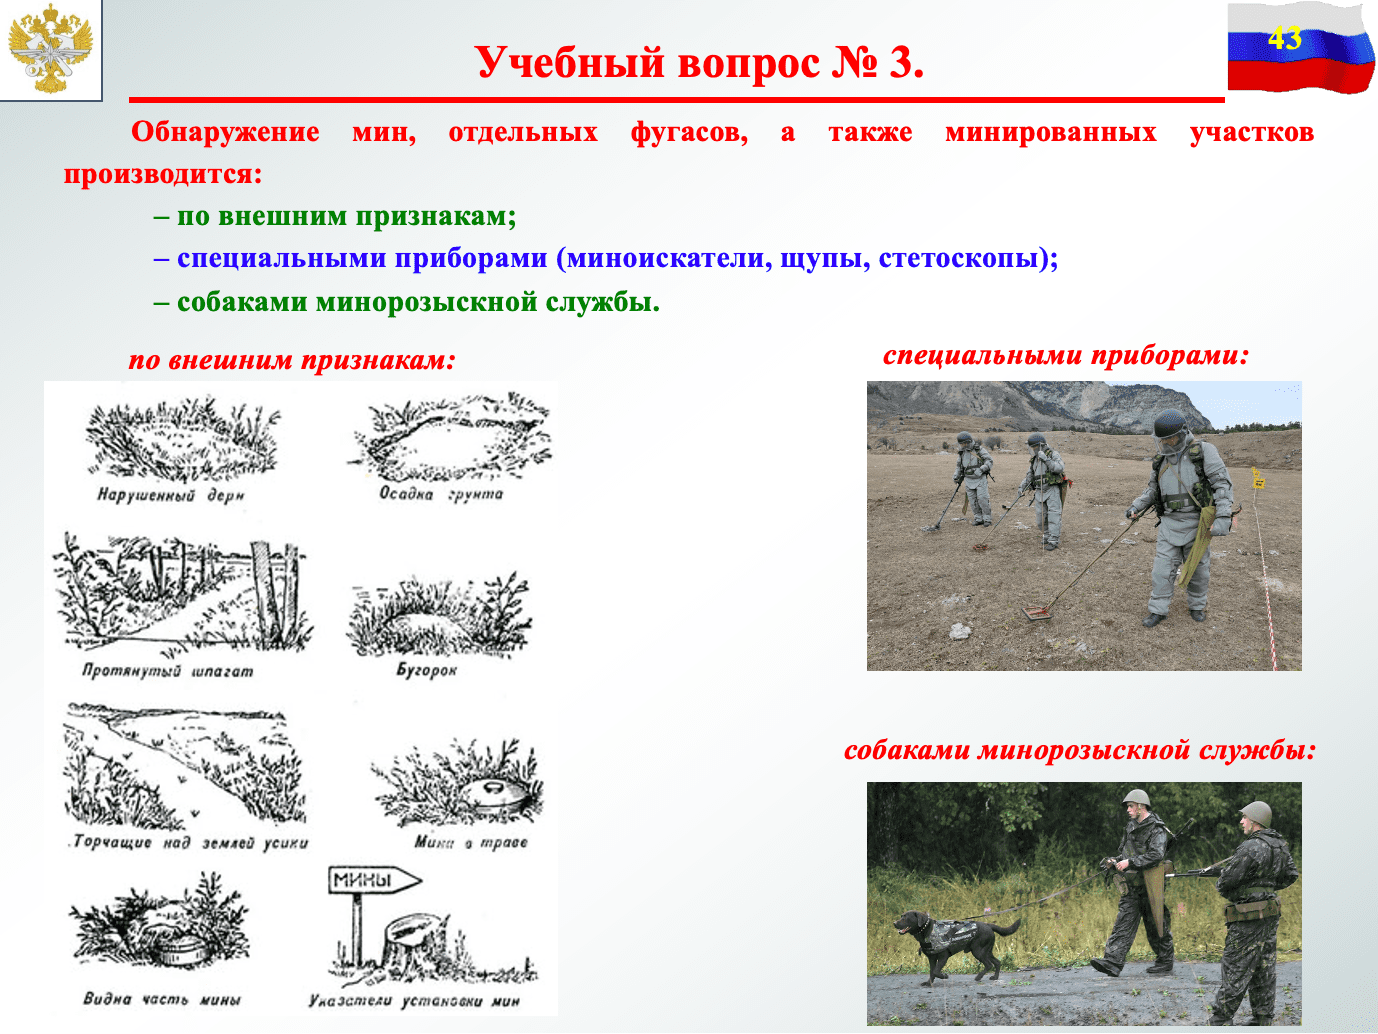 43
Учебный вопрос № 3.
Обнаружение мин, отдельных фугасов, а также минированных участков
производится:
– по внешним признакам;
– специальными приборами (миноискатели, щупы, стетоскопы);
– собаками минорозыскной службы.
по внешним признакам:
Нарушенный дерн
Осадка грунта
Протянутый шпагат
Бугорок
Торчащие над землей усики
Мина в траве
Видна часть мины
МИНЫ
Указатели установки мин
специальными приборами:
собаками минорозыскной службы: